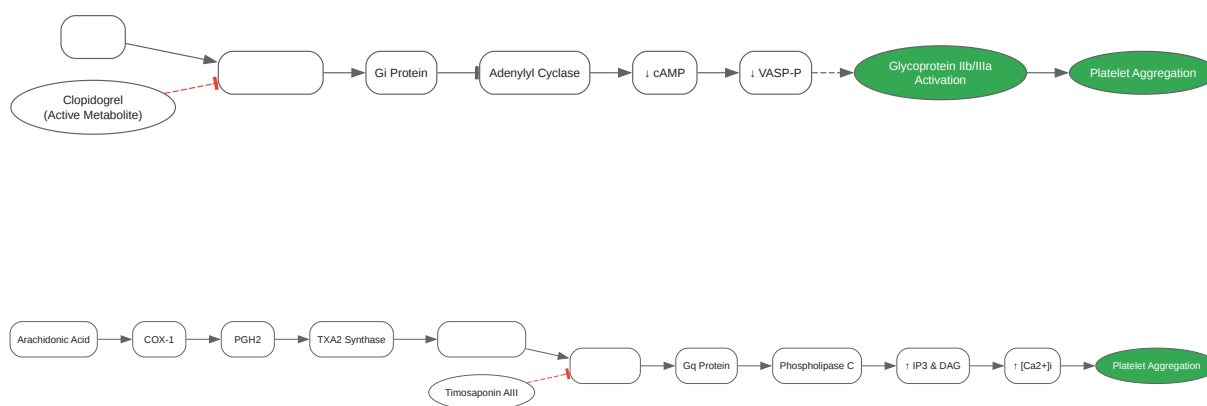 Clopidogrel
(Active Metabolite)
Gi Protein
Adenylyl Cyclase
↓ cAMP
↓ VASP-P
Glycoprotein IIb/IIIa
Activation
Platelet Aggregation
Arachidonic Acid
COX-1
PGH2
TXA2 Synthase
Timosaponin AIII
Gq Protein
Phospholipase C
↑ IP3 & DAG
↑ [Ca2+]i
Platelet Aggregation